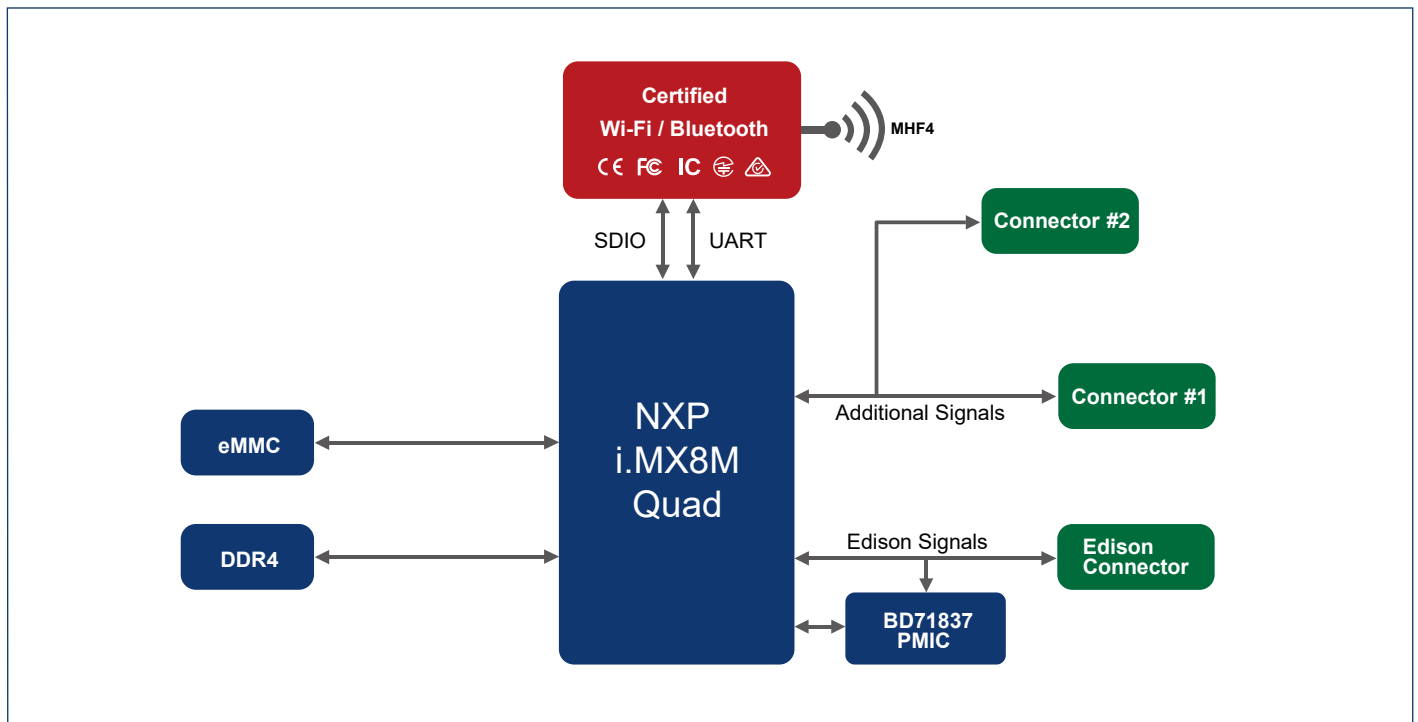 Certified
Wi-Fi / Bluetooth
CE FC IC
MHF4
SDIO
UART
Connector #2
NXP
i.MX8M
Quad
Connector #1
Additional Signals
eMMC
DDR4
Edison Signals
Edison
Connector
BD71837
PMIC